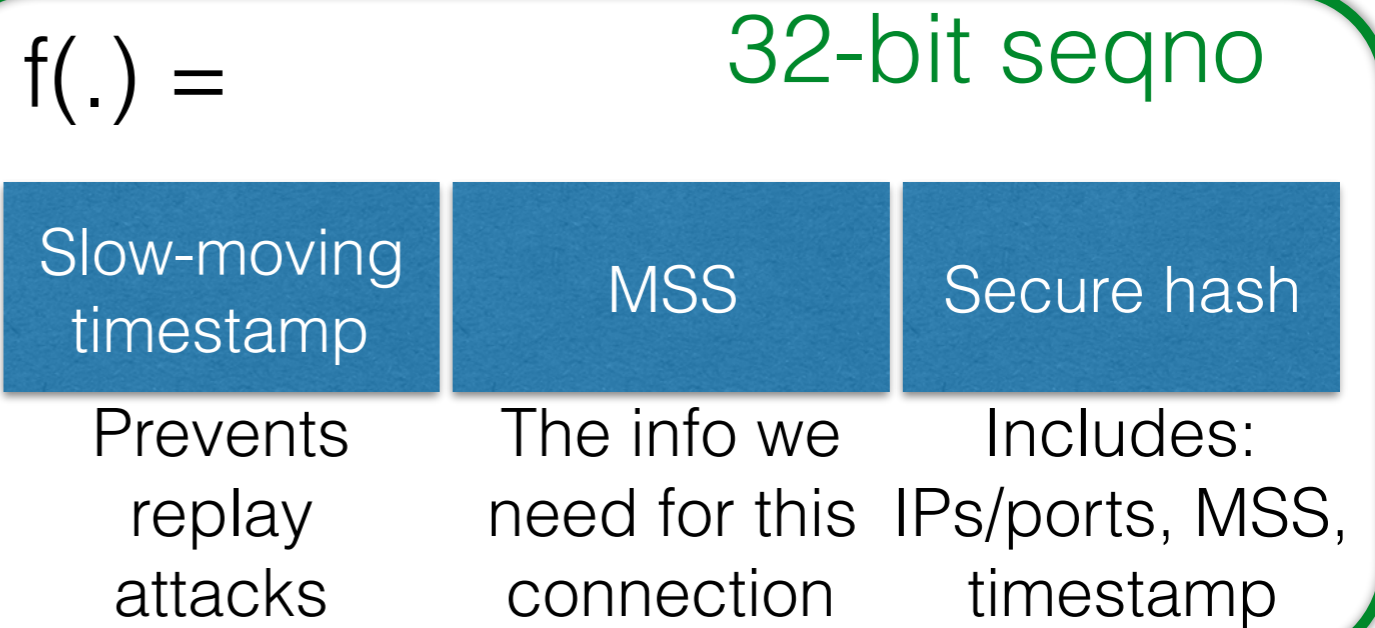 f(.) =
32-bit seqno
Slow-moving
timestamp
MSS
Secure hash
Prevents
replay
attacks
The info we
need for this
connection
Includes:
IPs/ports, MSS,
timestamp